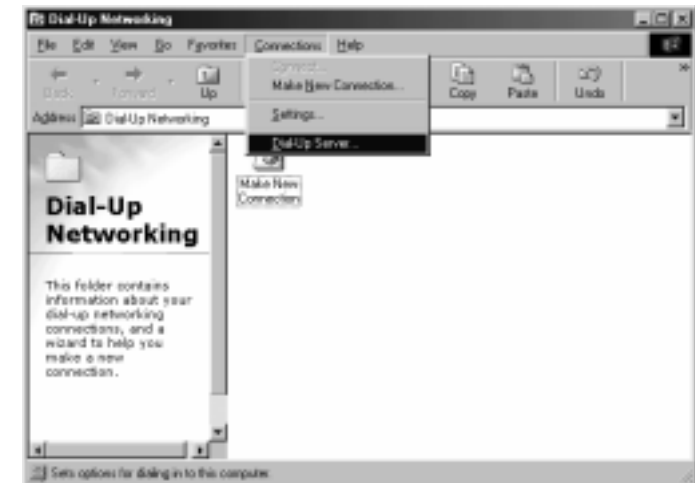 Dial-Up Networking
File Edit View Go Favorites Connections Help
Back Forward Up Copy Paste Undo »
Connect...
Make New Connection...
Settings...
Dial-Up Server...
Address Dial-Up Networking
Make New
Connection
Dial-Up
Networking
This folder contains
information about your
dial-up networking
connections, and a
wizard to help you
make a new
connection.
Sets options for dialing in to this computer.